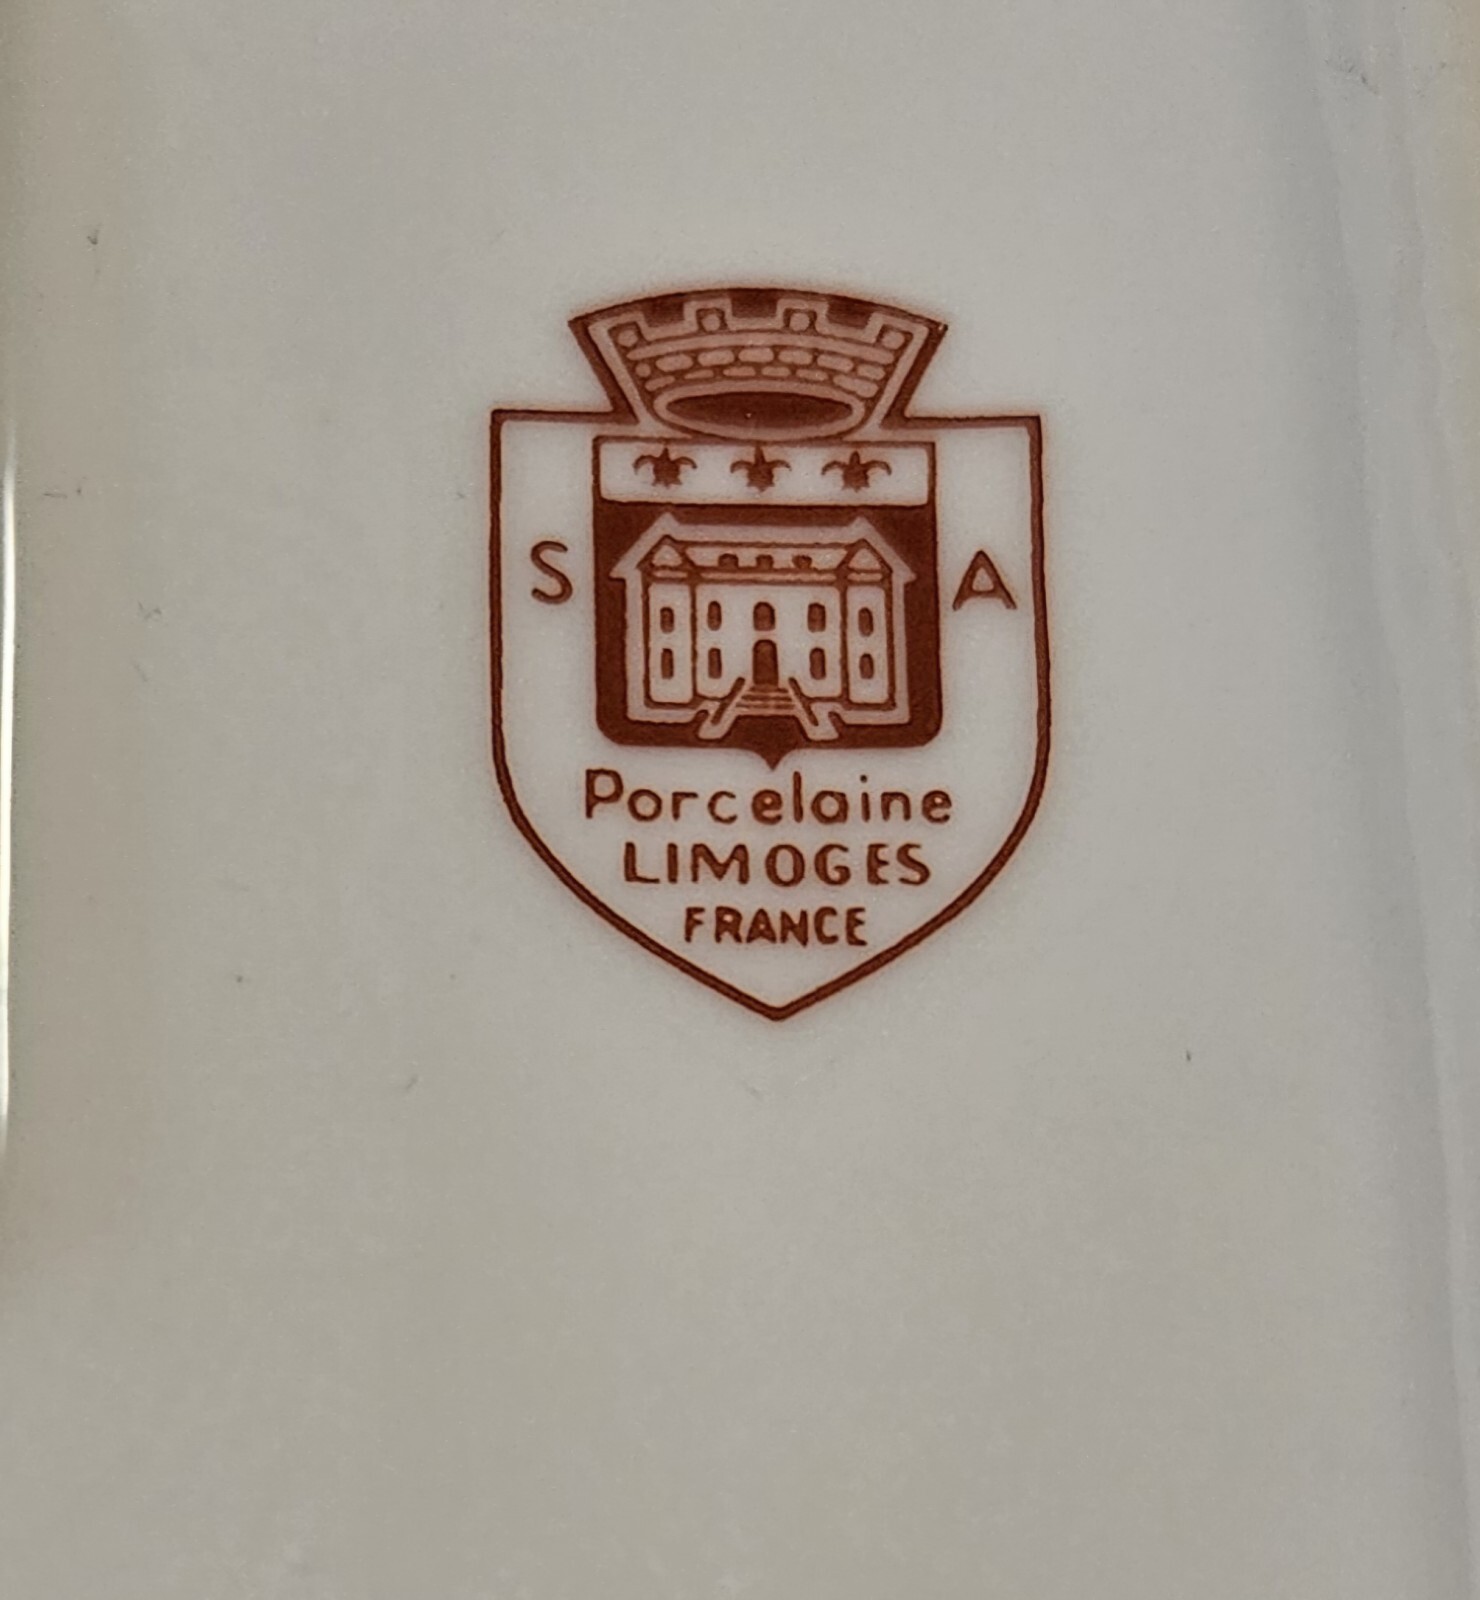 S A
Porcelaine
LIMOGES
FRANCE